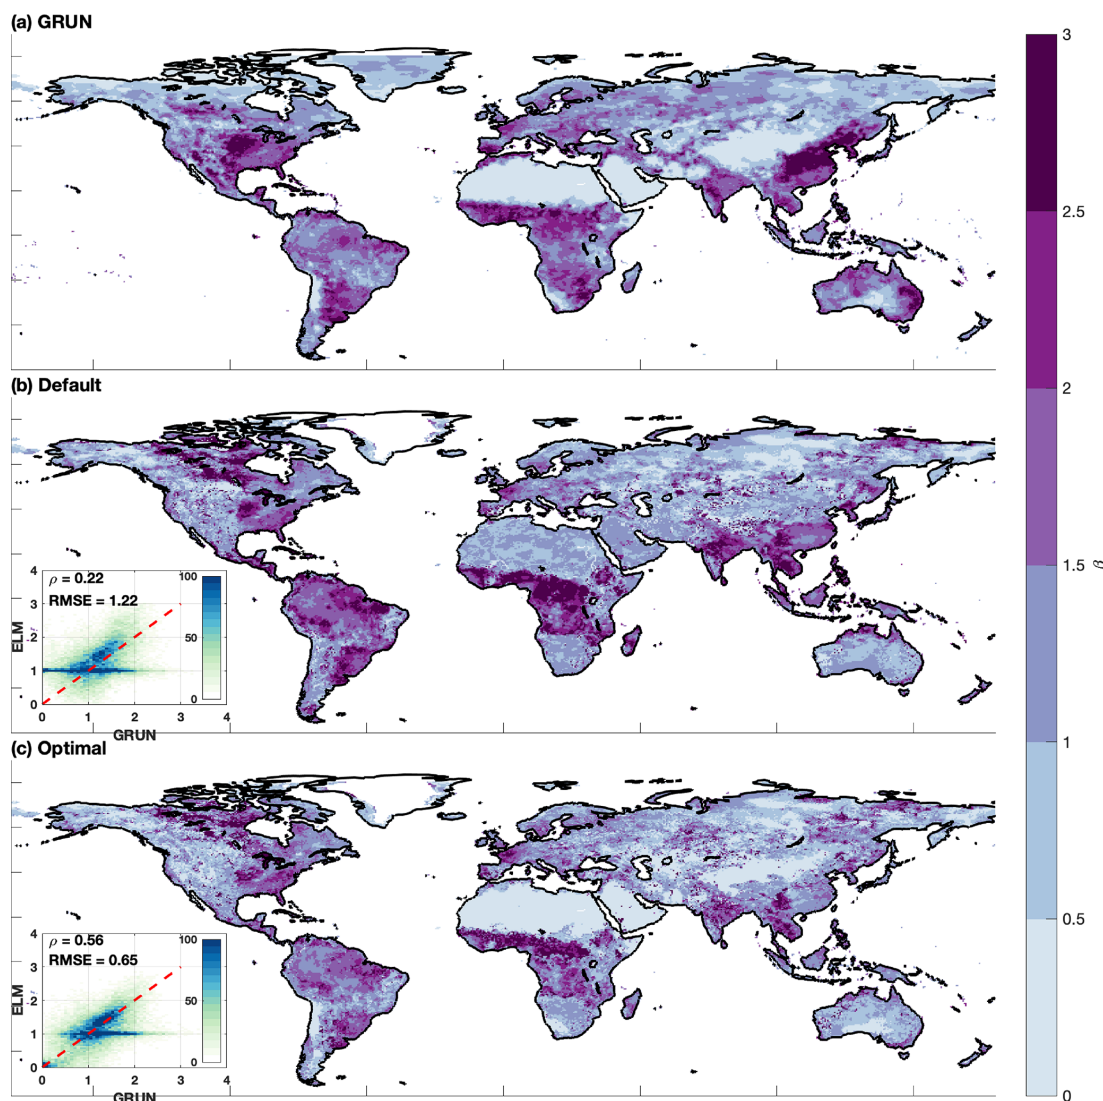 (a) GRUN
3
2.5
2
1.5
β
1
0.5
0
(b) Default
ρ = 0.22
RMSE = 1.22
4
3
2
1
0
ELM
0 1 2 3 4
GRUN
100
50
0
(c) Optimal
ρ = 0.56
RMSE = 0.65
4
3
2
1
0
ELM
0 1 2 3 4
GRUN
100
50
0